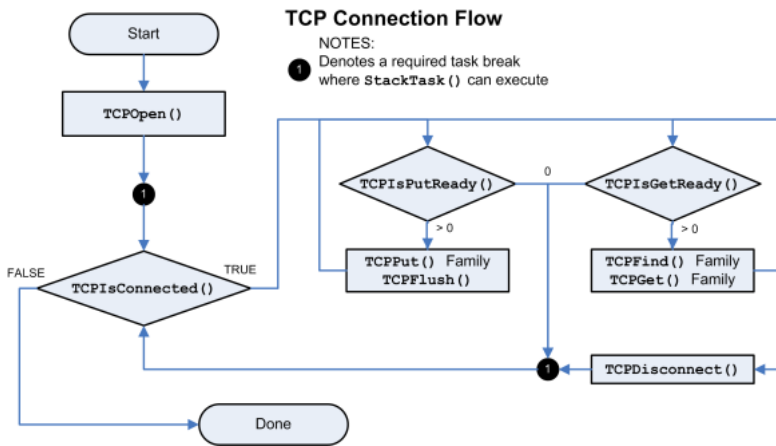 TCP Connection Flow
NOTES:
1
Denotes a required task break
where StackTask() can execute
Start
TCPOpen()
1
TCPIsConnected()
FALSE
TRUE
TCPIsPutReady()
0
TCPIsGetReady()
> 0
> 0
TCPPut() Family
TCPFlush()
TCPFind() Family
TCPGet() Family
1
TCPDisconnect()
Done